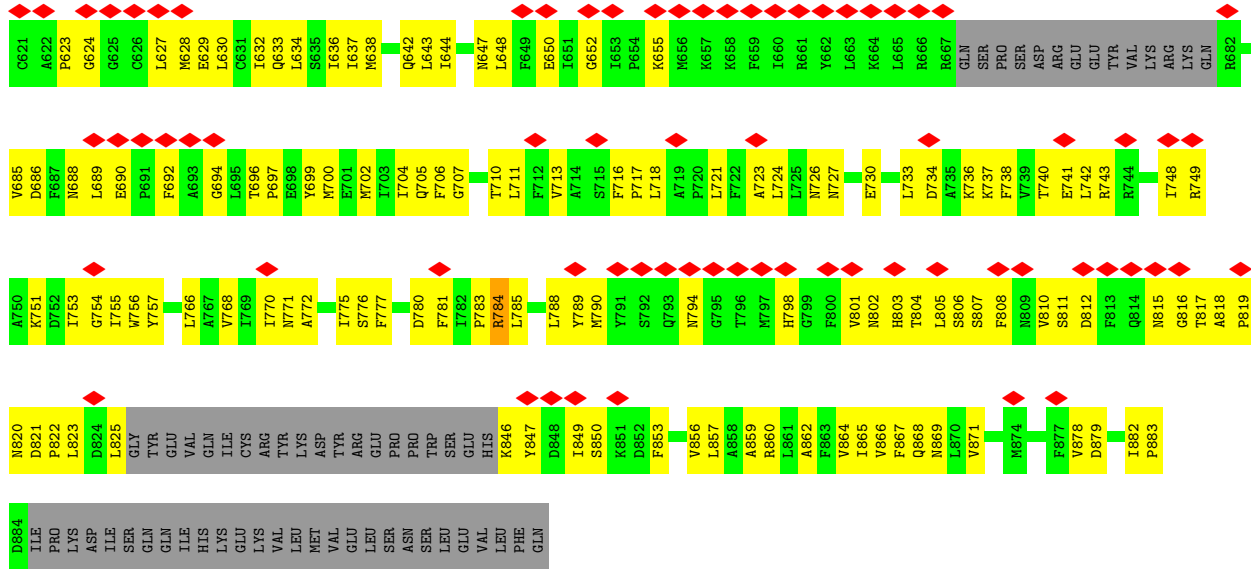 C621 A622 P623 G624 G625 C626 L627 M628 E629 L630 C631 I632 Q633 L634 S635 I636 I637 M638 Q642 L643 I644 N647 L648 F649 E650 I651 G652 I653 P654 K655 M656 K657 K658 F659 I660 R661 Y662 L663 K664 L665 R666 R667 GLN SER PRO SER ASP ARG GLU GLU TYR VAL LYS ARG LYS GLN R682
V685 D686 F687 N688 L689 E690 P691 F692 A693 G694 L695 T696 P697 E698 Y699 M700 E701 M702 I703 I704 Q705 F706 G707 T710 L711 F712 V713 A714 S715 F716 P717 L718 A719 P720 L721 F722 A723 L724 L725 N726 N727 E730 L733 D734 A735 K736 K737 F738 V739 T740 E741 L742 R743 R744 I748 R749
A750 K751 D752 I753 G754 I755 W756 Y757 L766 A767 V768 I769 I770 N771 A772 I775 S776 F777 D780 F781 I782 P783 R784 L785 L788 Y789 M790 Y791 S792 Q793 N794 G795 T796 M797 H798 G799 F800 V801 N802 H803 T804 L805 S806 S807 F808 N809 V810 S811 D812 F813 Q814 N815 G816 T817 A818 P819
N820 D821 P822 L823 D824 L825 GLY TYR GLU VAL GLN ILE CYS ARG TYR LYS ASP TYR ARG GLU PRO PRO TRP SER GLU HIS K846 Y847 D848 I849 S850 K851 D852 F853 V856 L857 A858 A859 R860 L861 A862 F863 V864 I865 V866 F867 Q868 N869 L870 V871 M874 F877 V878 D879 I882 P883
D884 ILE PRO LYS ASP ILE SER GLN GLN ILE HIS LYS GLU LYS VAL LEU MET VAL GLU LEU SER ASN SER LEU GLU VAL LEU PHE GLN